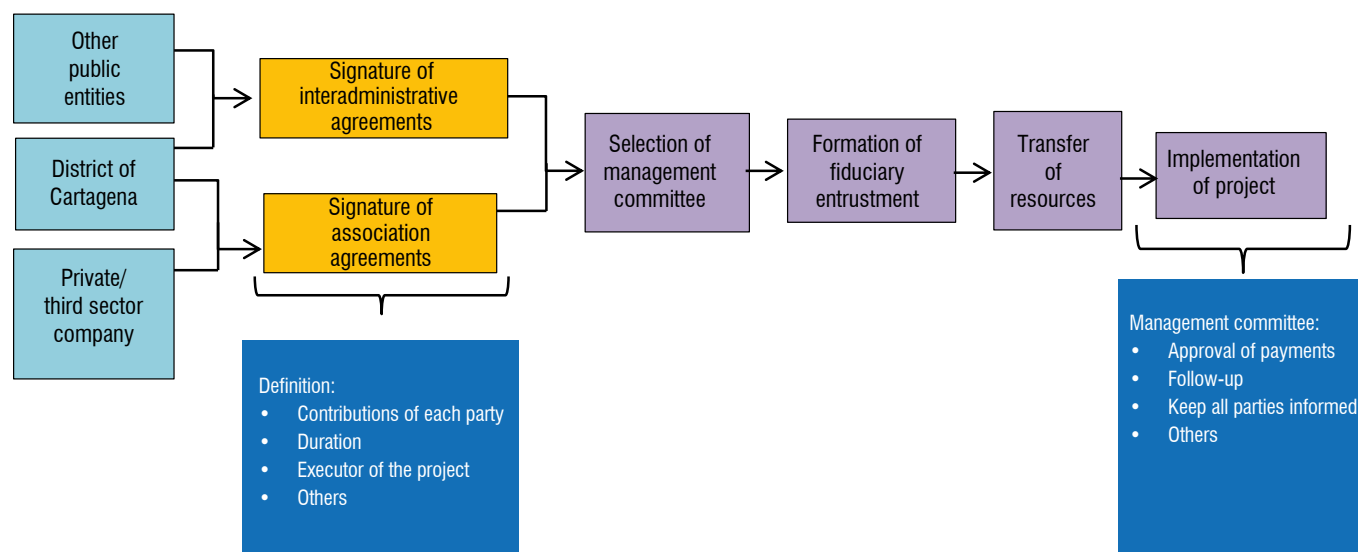 Other
public
entities
District of
Cartagena
Private/
third sector
company
Signature of
interadministrative
agreements
Signature of
association
agreements
Selection of
management
committee
Formation of
fiduciary
entrustment
Transfer
of
resources
Implementation
of project
Definition:
• Contributions of each party
• Duration
• Executor of the project
• Others
Management committee:
• Approval of payments
• Follow-up
• Keep all parties informed
• Others